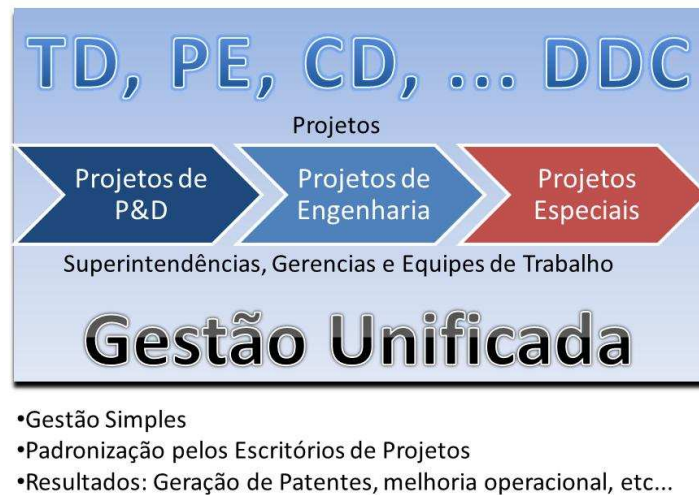 TD, PE, CD, ... DDC
Projetos
Projetos de P&D
Projetos de Engenharia
Projetos Especiais
Superintendências, Gerencias e Equipes de Trabalho
Gestão Unificada
•Gestão Simples
•Padronização pelos Escritórios de Projetos
•Resultados: Geração de Patentes, melhoria operacional, etc...